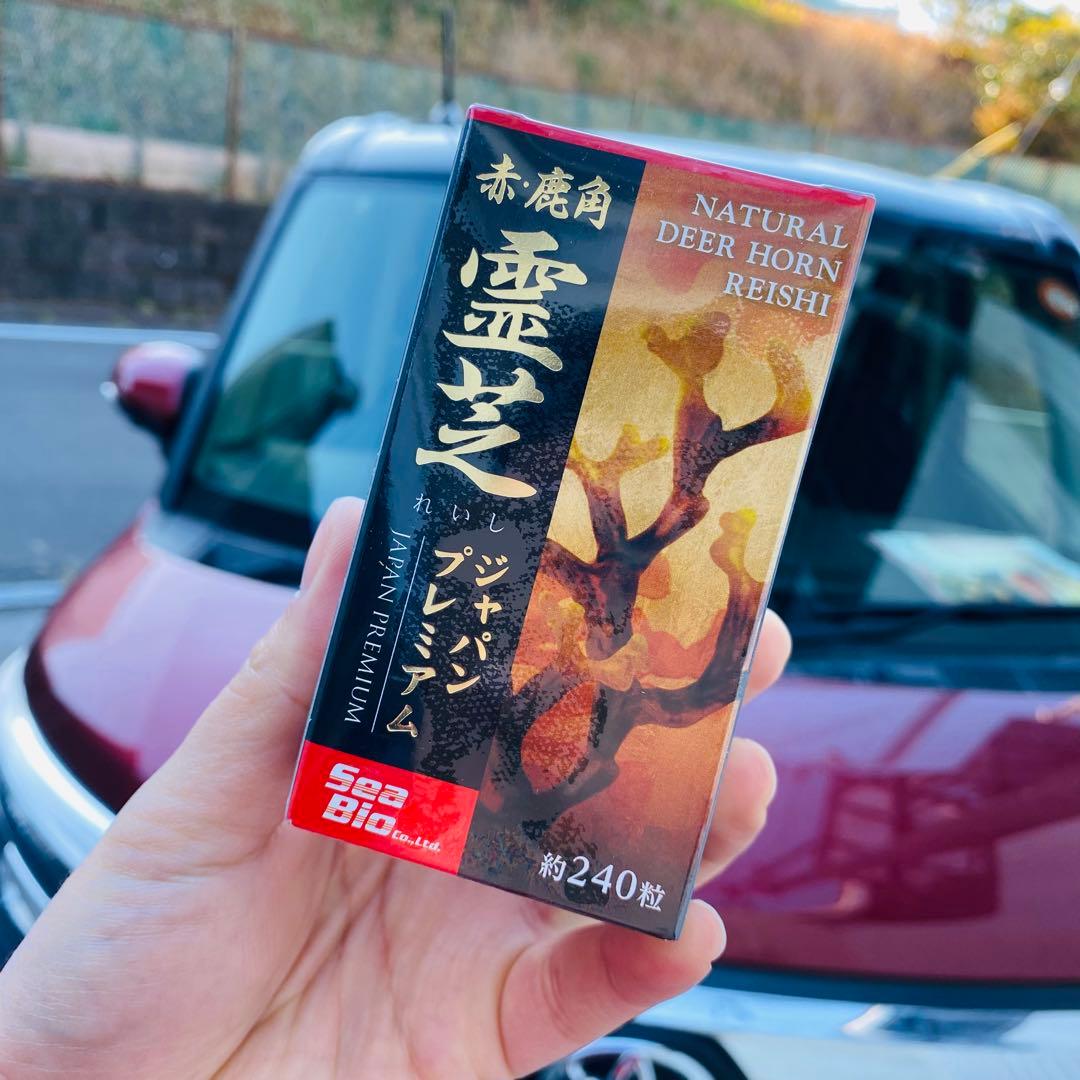 赤・鹿角
霊芝
れいし
ジャパン
プレミアム
JAPAN PREMIUM
NATURAL
DEER HORN
REISHI
Sea
Bio Co.,Ltd.
約240粒